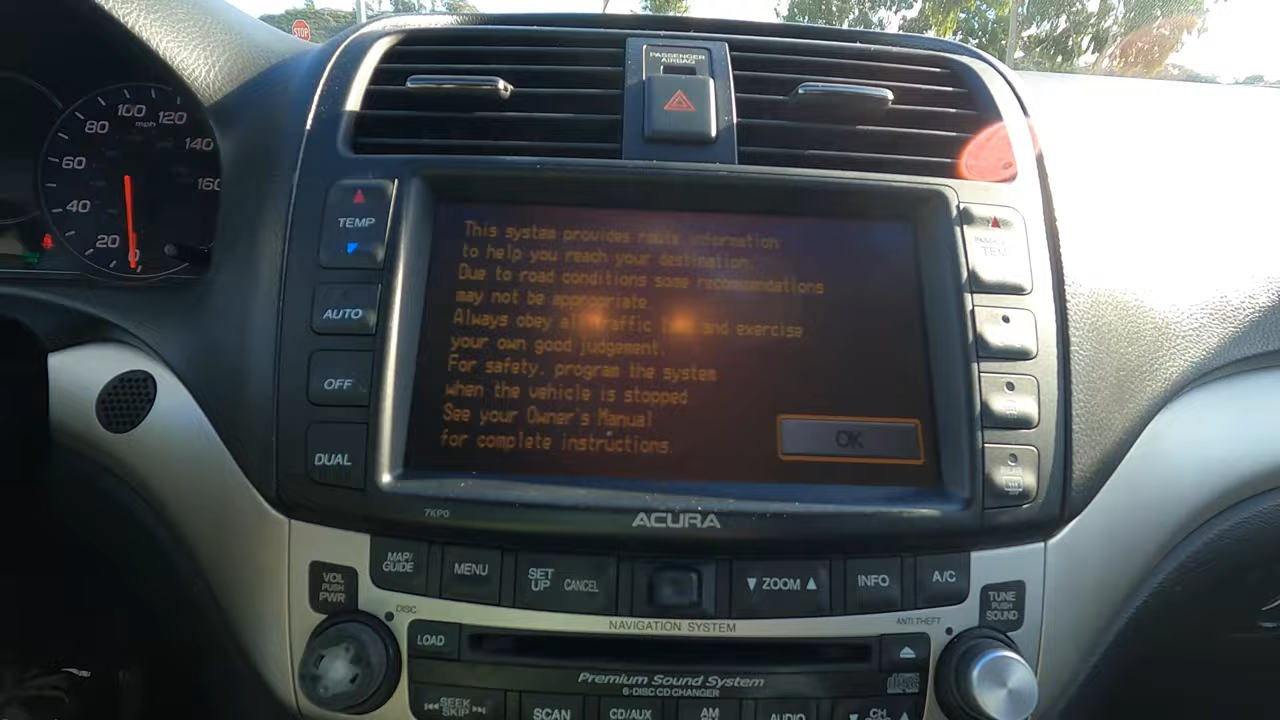 STOP
PASSENGER
AIRBAG
100
80
mph
120
140
60
160
40
20
0
TEMP
AUTO
OFF
DUAL
This system provides route information
to help you reach your destination.
Due to road conditions some recommendations
may not be appropriate.
Always obey all traffic and exercise
your own good judgement.
For safety, program the system
when the vehicle is stopped
See your Owner's Manual
for complete instructions.
OK
7KP0
ACURA
MAP/
GUIDE
MENU
SET
UP
CANCEL
▼ ZOOM ▲
INFO
A/C
VOL
PUSH
PWR
TUNE
PUSH
SOUND
DISC
NAVIGATION SYSTEM
ANTI THEFT
LOAD
Premium Sound System
6-DISC CD CHANGER
SEEK
SKIP
SCAN
CD/AUX
AM
AUDIO
CH